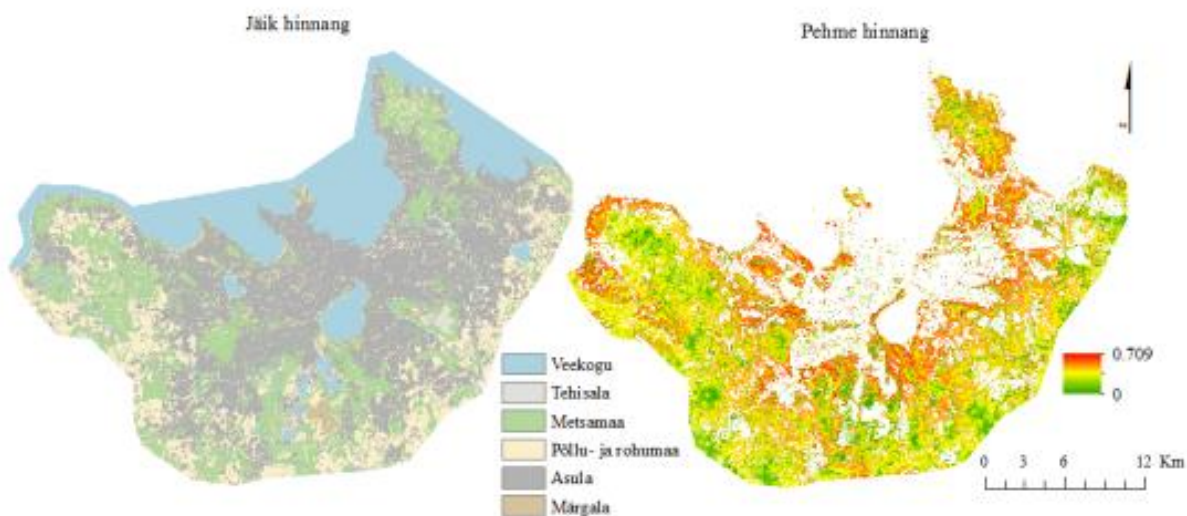 Jäik hinnang
Pehme hinnang
Veekogu
Tehisala
Metsamaa
Põllu- ja rohumaa
Asula
Märgala
0.709
0
0 3 6 12 Km